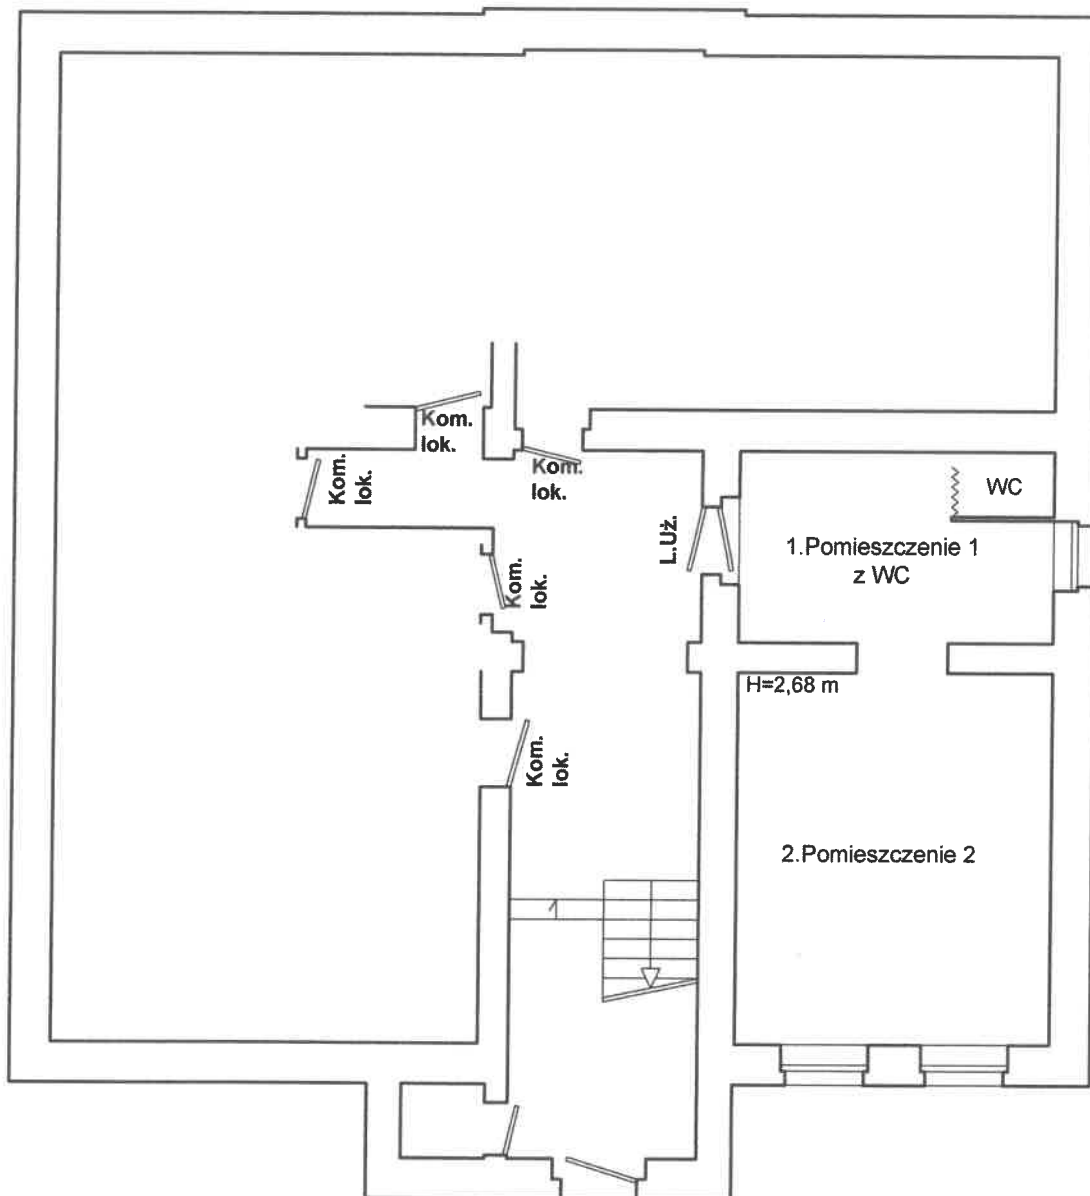 Kom.
lok.
Kom.
lok.
Kom.
lok.
WC
L.Uż.
1.Pomieszczenie 1
z WC
Kom.
lok.
H=2,68 m
Kom.
lok.
2.Pomieszczenie 2